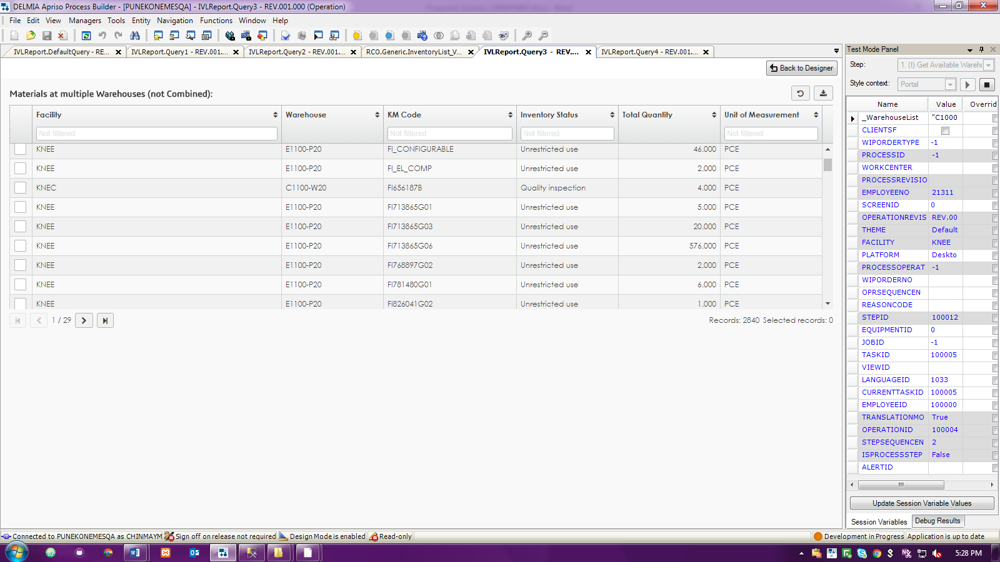 DELMIA Apriso Process Builder - [PUNEKONEMESQA] - IVLReport.Query3 - REV.001.000 (Operation)
File Edit View Managers Tools Entity Navigation Functions Window Help
IVLReport.DefaultQuery - RE... IVLReport.Query1 - REV.001.... IVLReport.Query2 - REV.001.... RCO.Generic.InventoryList_V... IVLReport.Query3 - REV.... IVLReport.Query4 - REV.001....
Back to Designer
Materials at multiple Warehouses (not Combined):
Facility Warehouse KM Code Inventory Status Total Quantity Unit of Measurement
Not filtered Not filtered Not filtered Not filtered
KNEE E1100-P20 FI_CONFIGURABLE Unrestricted use 46.000 PCE
KNEE E1100-P20 FI_EL_COMP Unrestricted use 2.000 PCE
KNEC C1100-W20 FI656187B Quality inspection 4.000 PCE
KNEE E1100-P20 FI713865G01 Unrestricted use 5.000 PCE
KNEE E1100-P20 FI713865G03 Unrestricted use 20.000 PCE
KNEE E1100-P20 FI713865G06 Unrestricted use 576.000 PCE
KNEE E1100-P20 FI768897G02 Unrestricted use 2.000 PCE
KNEE E1100-P20 FI781480G01 Unrestricted use 6.000 PCE
KNEE E1100-P20 FI826041G02 Unrestricted use 1.000 PCE
1 / 29
Records: 2840 Selected records: 0
Test Mode Panel
Step: 1. (I) Get Available Wareho
Style context: Portal
Name Value Overrid
_WarehouseList "C1000
CLIENTSF
WIPORDERTYPE -1
PROCESSID -1
WORKCENTER
PROCESSREVISIO
EMPLOYEENO 21311
SCREENID 0
OPERATIONREVIS REV.00
THEME Default
FACILITY KNEE
PLATFORM Deskto
PROCESSOPERAT -1
WIPORDERNO
OPRSEQUENCEN
REASONCODE
STEPID 100012
EQUIPMENTID 0
JOBID -1
TASKID 100005
VIEWID
LANGUAGEID 1033
CURRENTTASKID 100005
EMPLOYEEID 100000
TRANSLATIONMO True
OPERATIONID 100004
STEPSEQUENCEN 2
ISPROCESSSTEP False
ALERTID
Update Session Variable Values
Session Variables Debug Results
Connected to PUNEKONEMESQA as CHINMAYM Sign off on release not required Design Mode is enabled Read-only Development in Progress Application is up to date
5:28 PM